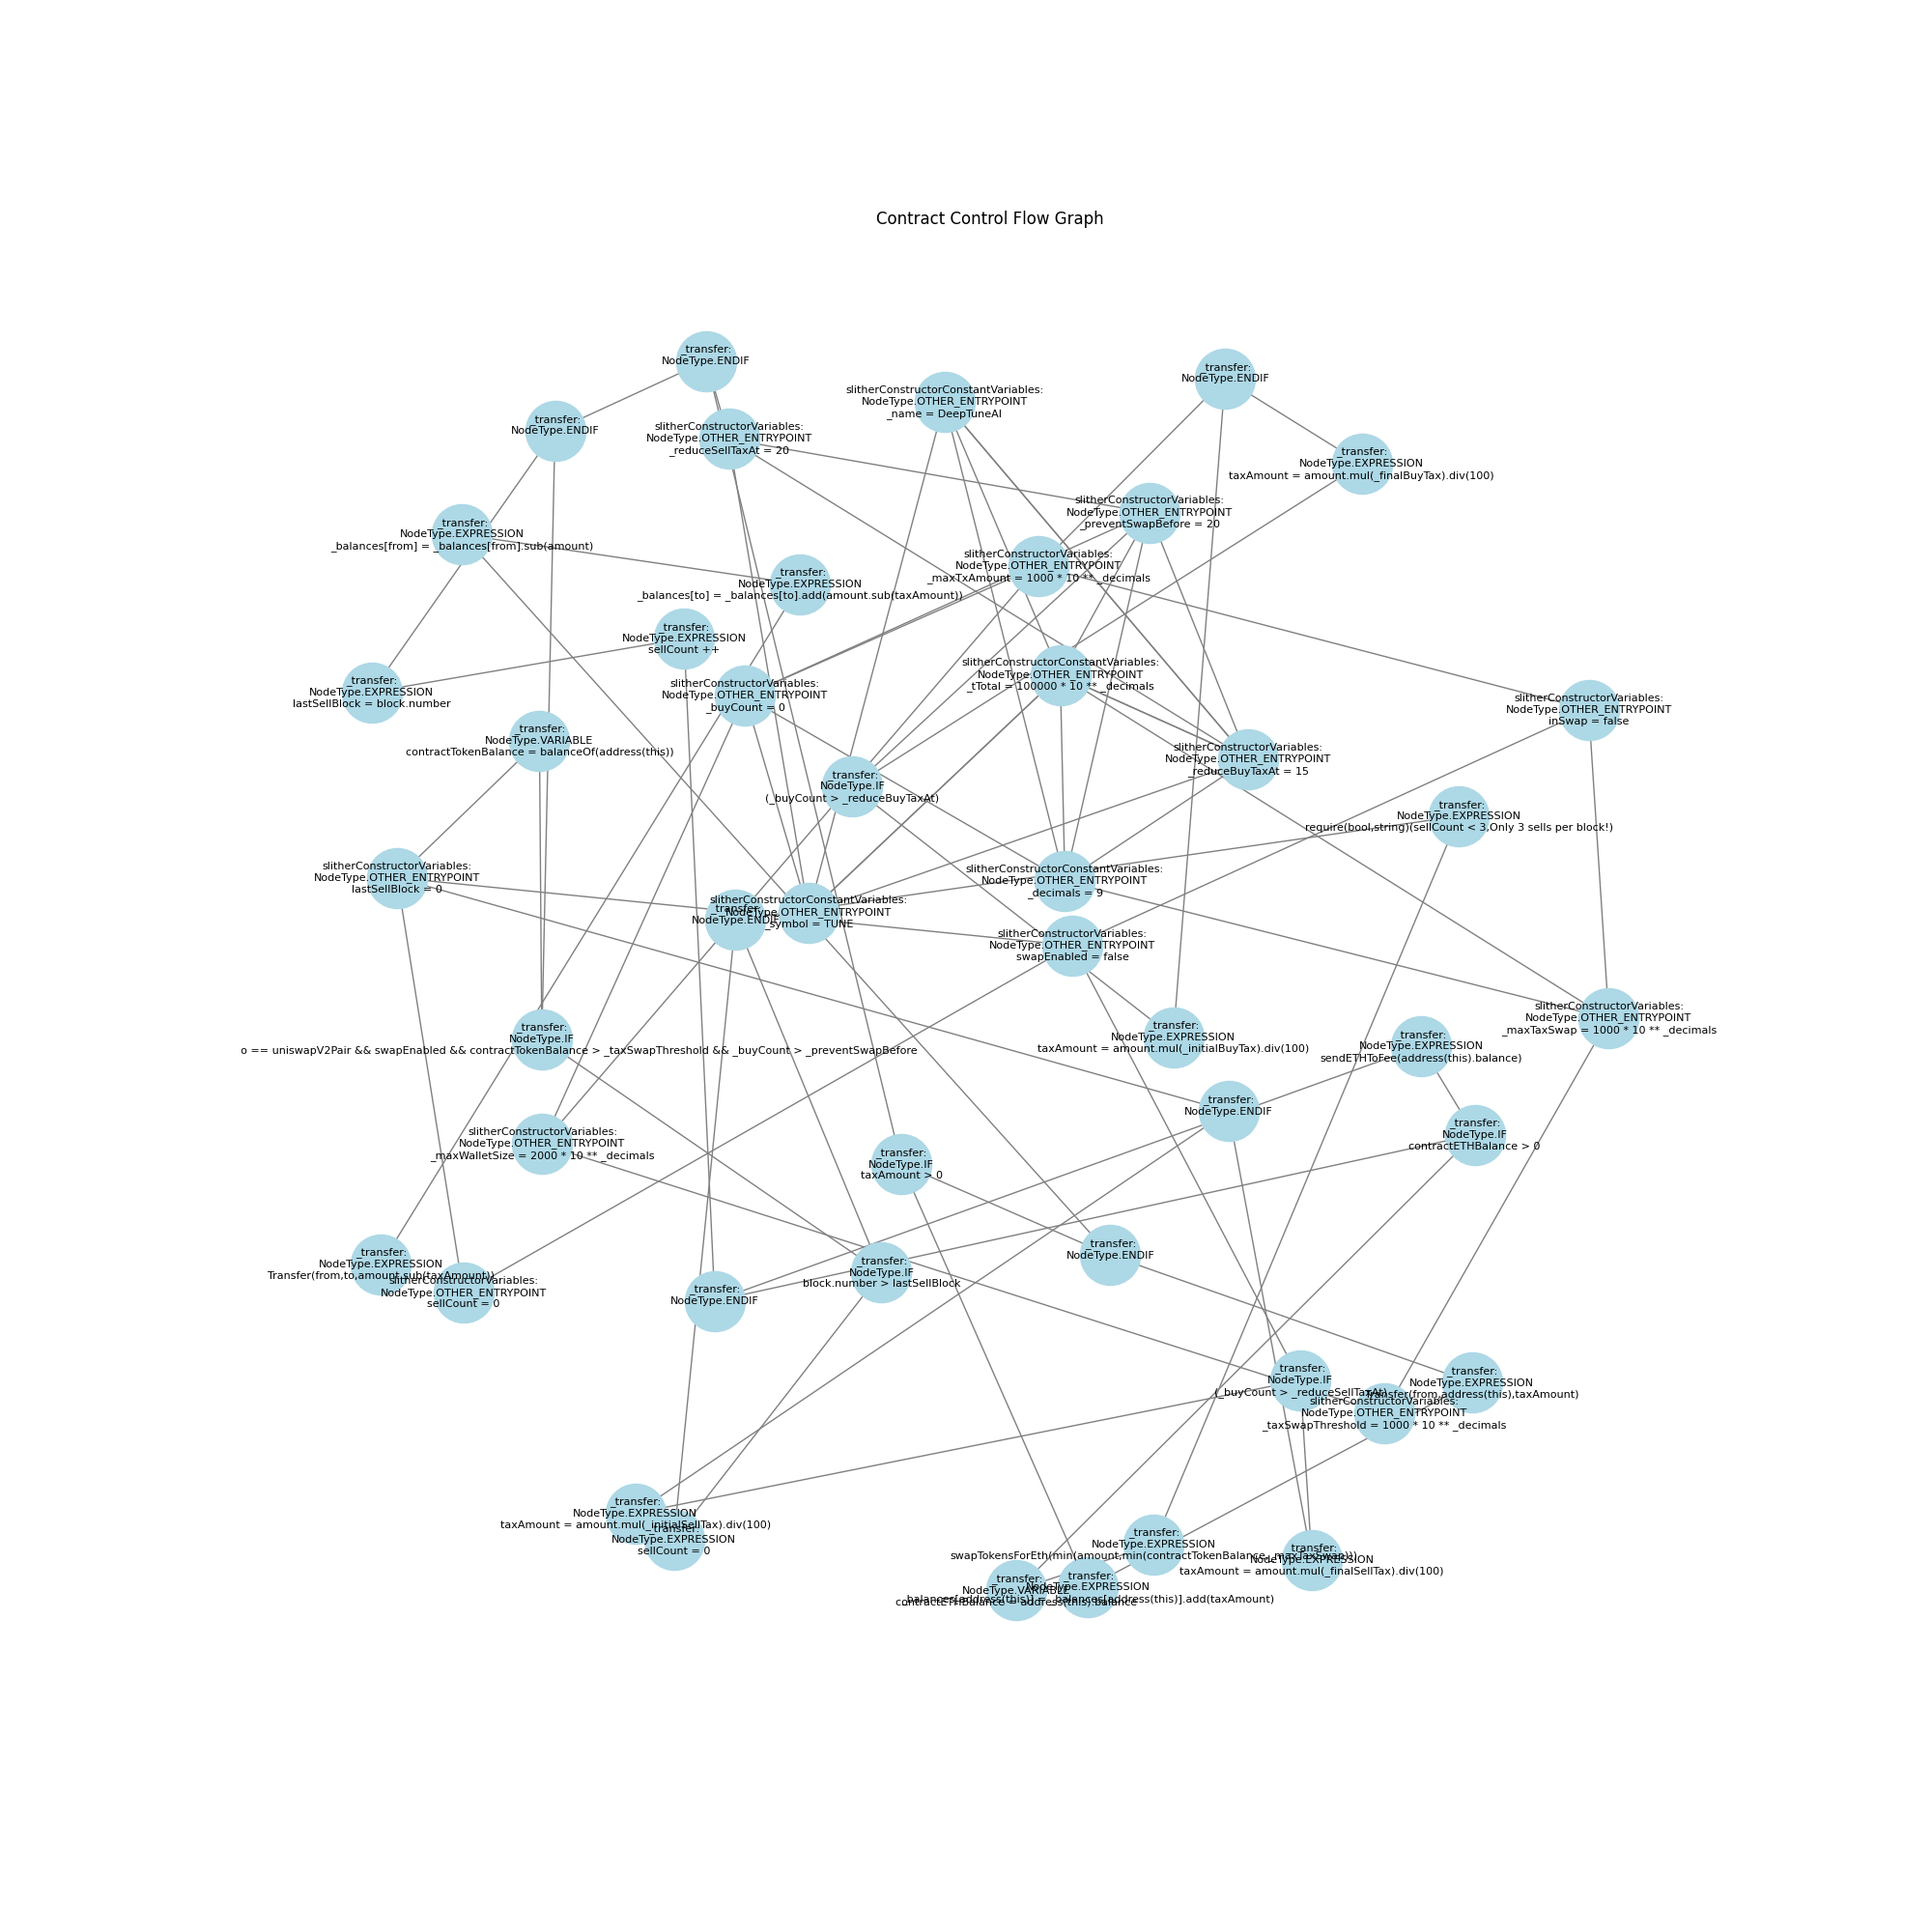 Contract Control Flow Graph
_transfer:
NodeType.ENDIF
_transfer:
NodeType.ENDIF
slitherConstructorConstantVariables:
NodeType.OTHER_ENTRYPOINT
_name = DeepTuneAI
_transfer:
NodeType.ENDIF
slitherConstructorVariables:
NodeType.OTHER_ENTRYPOINT
_reduceSellTaxAt = 20
_transfer:
NodeType.EXPRESSION
taxAmount = amount.mul(_finalBuyTax).div(100)
slitherConstructorVariables:
NodeType.OTHER_ENTRYPOINT
_preventSwapBefore = 20
_transfer:
NodeType.EXPRESSION
_balances[from] = _balances[from].sub(amount)
slitherConstructorVariables:
NodeType.OTHER_ENTRYPOINT
_maxTxAmount = 1000 * 10 ** _decimals
_transfer:
NodeType.EXPRESSION
_balances[to] = _balances[to].add(amount.sub(taxAmount))
_transfer:
NodeType.EXPRESSION
sellCount ++
slitherConstructorConstantVariables:
NodeType.OTHER_ENTRYPOINT
_tTotal = 100000 * 10 ** _decimals
_transfer:
NodeType.EXPRESSION
lastSellBlock = block.number
slitherConstructorVariables:
NodeType.OTHER_ENTRYPOINT
_buyCount = 0
slitherConstructorVariables:
NodeType.OTHER_ENTRYPOINT
inSwap = false
_transfer:
NodeType.VARIABLE
contractTokenBalance = balanceOf(address(this))
slitherConstructorVariables:
NodeType.OTHER_ENTRYPOINT
_reduceBuyTaxAt = 15
_transfer:
NodeType.IF
(_buyCount > _reduceBuyTaxAt)
_transfer:
NodeType.EXPRESSION
require(bool,string)(sellCount < 3,Only 3 sells per block!)
slitherConstructorVariables:
NodeType.OTHER_ENTRYPOINT
lastSellBlock = 0
slitherConstructorConstantVariables:
NodeType.OTHER_ENTRYPOINT
_decimals = 9
_transfer:
NodeType.ENDIF
slitherConstructorConstantVariables:
NodeType.OTHER_ENTRYPOINT
_symbol = TUNE
slitherConstructorVariables:
NodeType.OTHER_ENTRYPOINT
swapEnabled = false
slitherConstructorVariables:
NodeType.OTHER_ENTRYPOINT
_maxTaxSwap = 1000 * 10 ** _decimals
_transfer:
NodeType.IF
o == uniswapV2Pair && swapEnabled && contractTokenBalance > _taxSwapThreshold && _buyCount > _preventSwapBefore
_transfer:
NodeType.EXPRESSION
taxAmount = amount.mul(_initialBuyTax).div(100)
_transfer:
NodeType.EXPRESSION
sendETHToFee(address(this).balance)
_transfer:
NodeType.ENDIF
_transfer:
NodeType.IF
contractETHBalance > 0
slitherConstructorVariables:
NodeType.OTHER_ENTRYPOINT
_maxWalletSize = 2000 * 10 ** _decimals
_transfer:
NodeType.IF
taxAmount > 0
_transfer:
NodeType.ENDIF
_transfer:
NodeType.EXPRESSION
Transfer(from,to,amount.sub(taxAmount))
slitherConstructorVariables:
NodeType.OTHER_ENTRYPOINT
sellCount = 0
_transfer:
NodeType.IF
block.number > lastSellBlock
_transfer:
NodeType.ENDIF
_transfer:
NodeType.IF
(_buyCount > _reduceSellTaxAt)
_transfer:
NodeType.EXPRESSION
Transfer(from,address(this),taxAmount)
slitherConstructorVariables:
NodeType.OTHER_ENTRYPOINT
_taxSwapThreshold = 1000 * 10 ** _decimals
_transfer:
NodeType.EXPRESSION
taxAmount = amount.mul(_initialSellTax).div(100)
_transfer:
NodeType.EXPRESSION
sellCount = 0
_transfer:
NodeType.EXPRESSION
swapTokensForEth(min(amount,min(contractTokenBalance,_maxTaxSwap)))
_transfer:
NodeType.EXPRESSION
taxAmount = amount.mul(_finalSellTax).div(100)
_transfer:
NodeType.VARIABLE
contractETHBalance = address(this).balance
_transfer:
NodeType.EXPRESSION
_balances[address(this)] = _balances[address(this)].add(taxAmount)